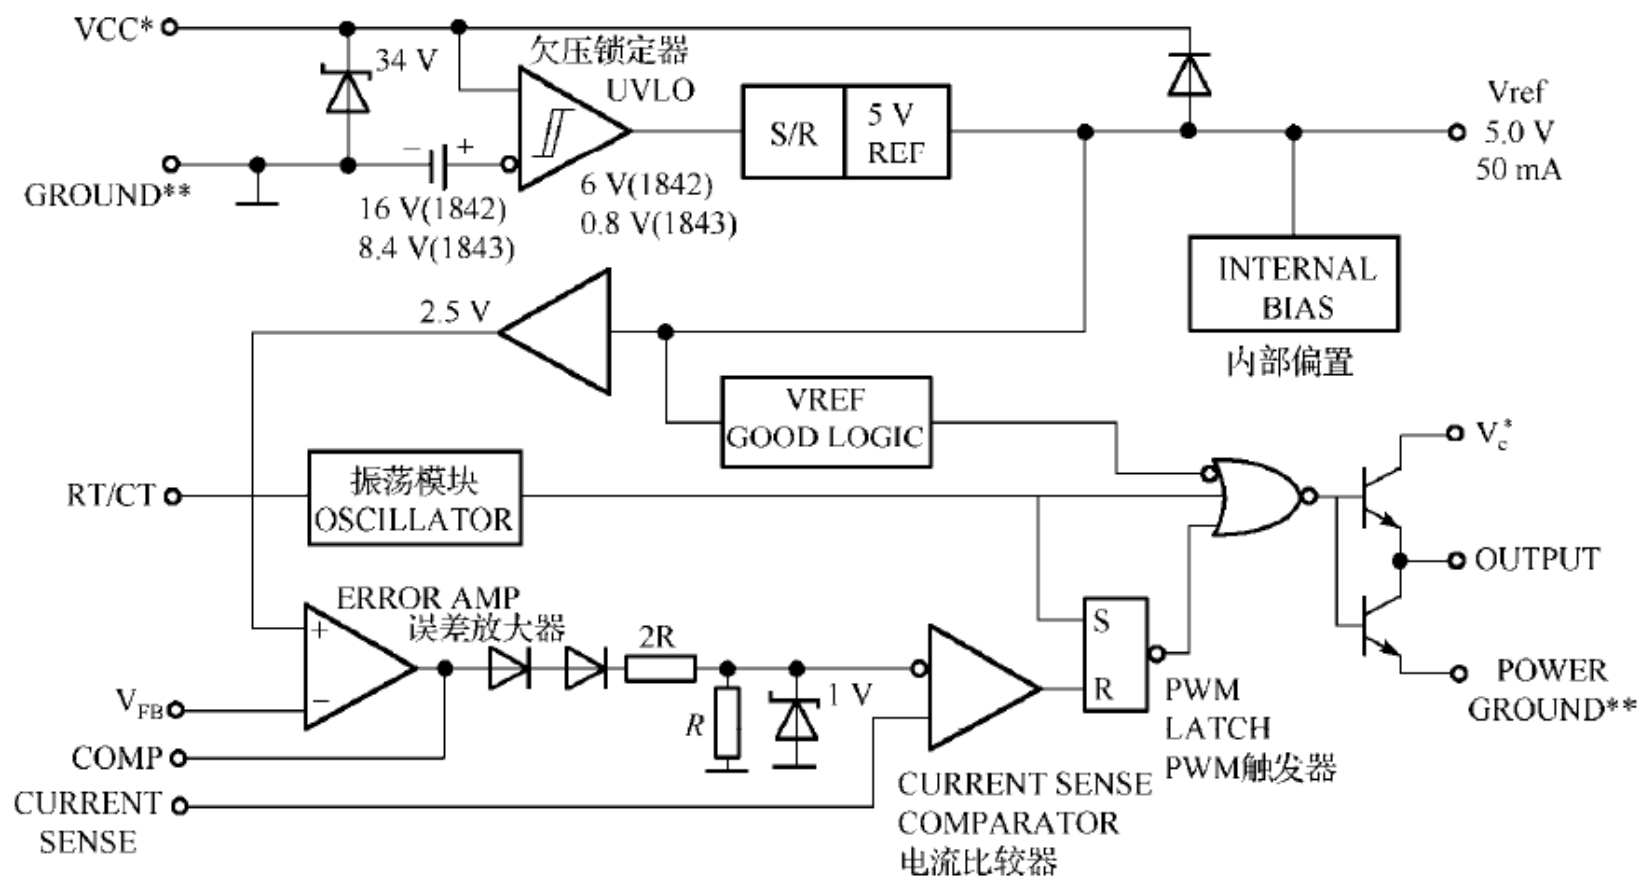 VCC*
34 V
欠压锁定器
UVLO
S/R
5 V
REF
Vref
5.0 V
50 mA
GROUND**
− +
16 V(1842)
8.4 V(1843)
6 V(1842)
0.8 V(1843)
INTERNAL
BIAS
内部偏置
2.5 V
VREF
GOOD LOGIC
Vc*
RT/CT
振荡模块
OSCILLATOR
OUTPUT
ERROR AMP
误差放大器
+
−
2R
S
R
VFB
R
1 V
PWM
LATCH
PWM触发器
POWER
GROUND**
COMP
CURRENT
SENSE
CURRENT SENSE
COMPARATOR
电流比较器